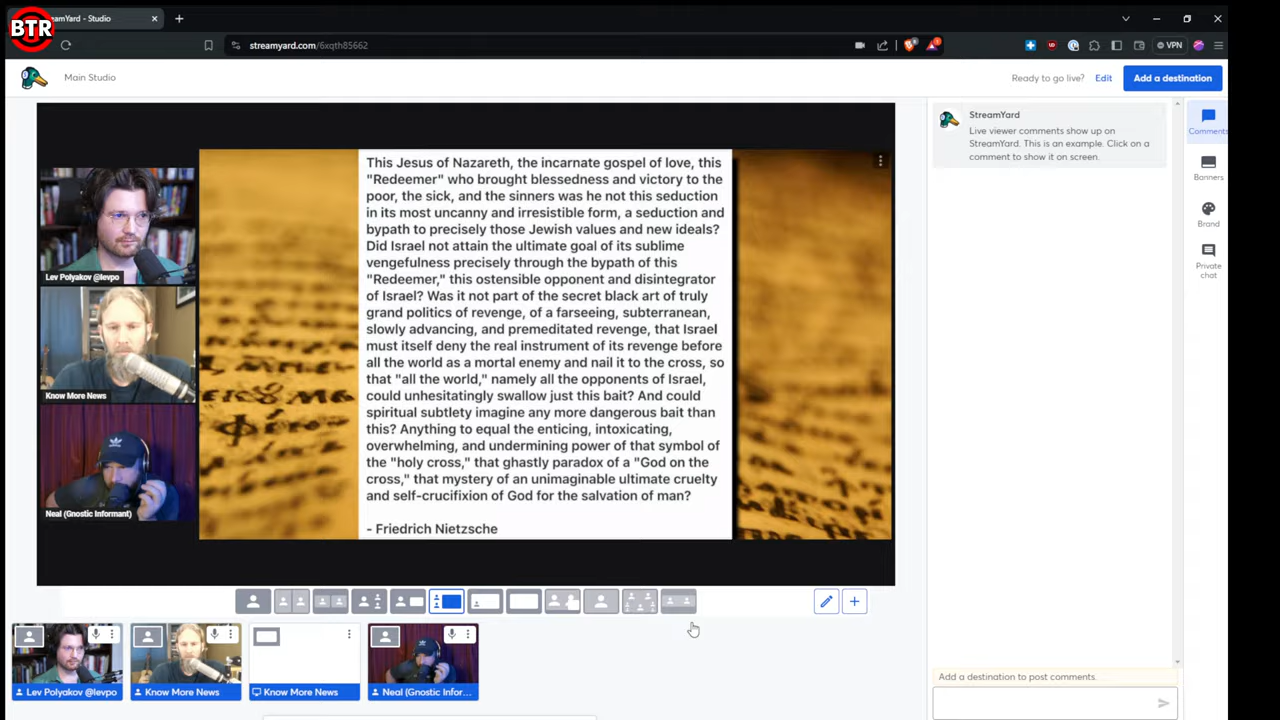 BTR
eamYard - Studio
streamyard.com/6xqth85662
VPN
Main Studio
Ready to go live?
Edit
Add a destination
This Jesus of Nazareth, the incarnate gospel of love, this
"Redeemer" who brought blessedness and victory to the
poor, the sick, and the sinners was he not this seduction
in its most uncanny and irresistible form, a seduction and
bypath to precisely those Jewish values and new ideals?
Did Israel not attain the ultimate goal of its sublime
vengefulness precisely through the bypath of this
"Redeemer," this ostensible opponent and disintegrator
of Israel? Was it not part of the secret black art of truly
grand politics of revenge, of a farseeing, subterranean,
slowly advancing, and premeditated revenge, that Israel
must itself deny the real instrument of its revenge before
all the world as a mortal enemy and nail it to the cross, so
that "all the world," namely all the opponents of Israel,
could unhesitatingly swallow just this bait? And could
spiritual subtlety imagine any more dangerous bait than
this? Anything to equal the enticing, intoxicating,
overwhelming, and undermining power of that symbol of
the "holy cross," that ghastly paradox of a "God on the
cross," that mystery of an unimaginable ultimate cruelty
and self-crucifixion of God for the salvation of man?
- Friedrich Nietzsche
Lev Polyakov @levpo
Know More News
Neal (Gnostic Informant)
Lev Polyakov @levpo
Know More News
Know More News
Neal (Gnostic Infor...
StreamYard
Live viewer comments show up on
StreamYard. This is an example. Click on a
comment to show it on screen.
Comments
Banners
Brand
Private
chat
Add a destination to post comments.